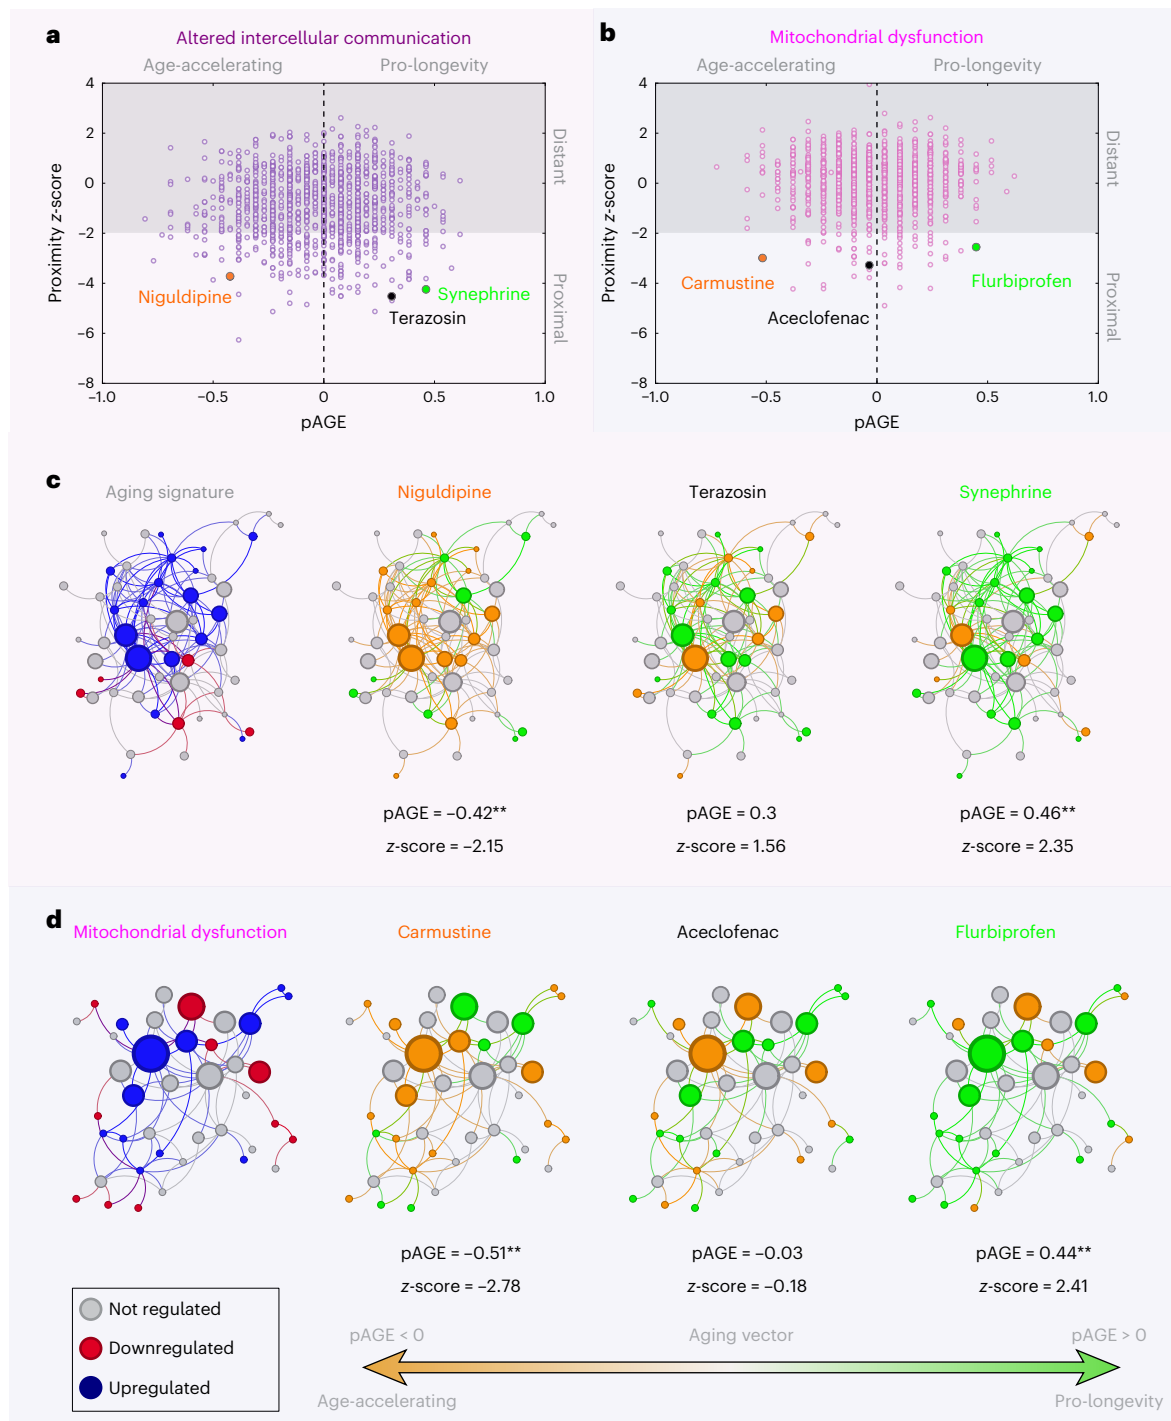 a
Altered intercellular communication
Age-accelerating
Pro-longevity
4
2
0
−2
−4
−6
−8
Proximity z-score
Distant
Proximal
Niguldipine
Synephrine
Terazosin
−1.0
−0.5
0
0.5
1.0
pAGE
b
Mitochondrial dysfunction
Age-accelerating
Pro-longevity
4
2
0
−2
−4
−6
−8
Proximity z-score
Distant
Proximal
Carmustine
Flurbiprofen
Aceclofenac
−1.0
−0.5
0
0.5
1.0
pAGE
c
Aging signature
Niguldipine
Terazosin
Synephrine
pAGE = −0.42**
pAGE = 0.3
pAGE = 0.46**
z-score = −2.15
z-score = 1.56
z-score = 2.35
d
Mitochondrial dysfunction
Carmustine
Aceclofenac
Flurbiprofen
pAGE = −0.51**
pAGE = −0.03
pAGE = 0.44**
z-score = −2.78
z-score = −0.18
z-score = 2.41
Not regulated
Downregulated
Upregulated
pAGE < 0
Aging vector
pAGE > 0
Age-accelerating
Pro-longevity